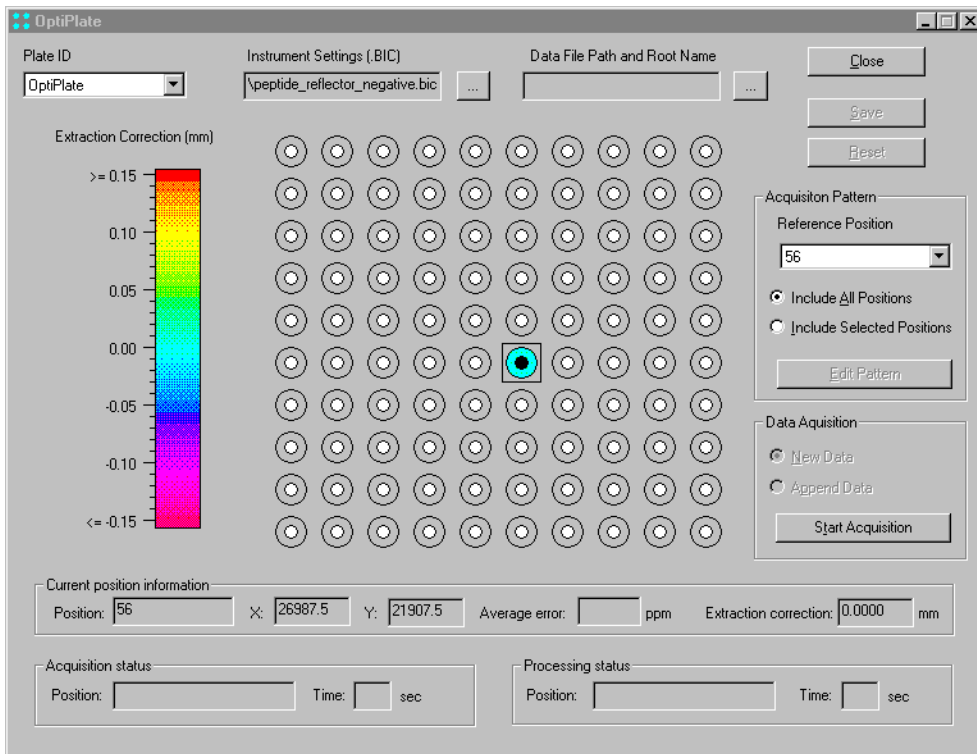 OptiPlate
Plate ID
Instrument Settings (.BIC)
Data File Path and Root Name
Close
OptiPlate
\peptide_reflector_negative.bic
...
...
Save
Reset
Extraction Correction (mm)
>= 0.15
0.10
0.05
0.00
-0.05
-0.10
<= -0.15
Acquisiton Pattern
Reference Position
56
Include All Positions
Include Selected Positions
Edit Pattern
Data Aquisition
New Data
Append Data
Start Acquisition
Current position information
Position: 56 X: 26987.5 Y: 21907.5 Average error: ppm Extraction correction: 0.0000 mm
Acquisition status
Position: Time: sec
Processing status
Position: Time: sec